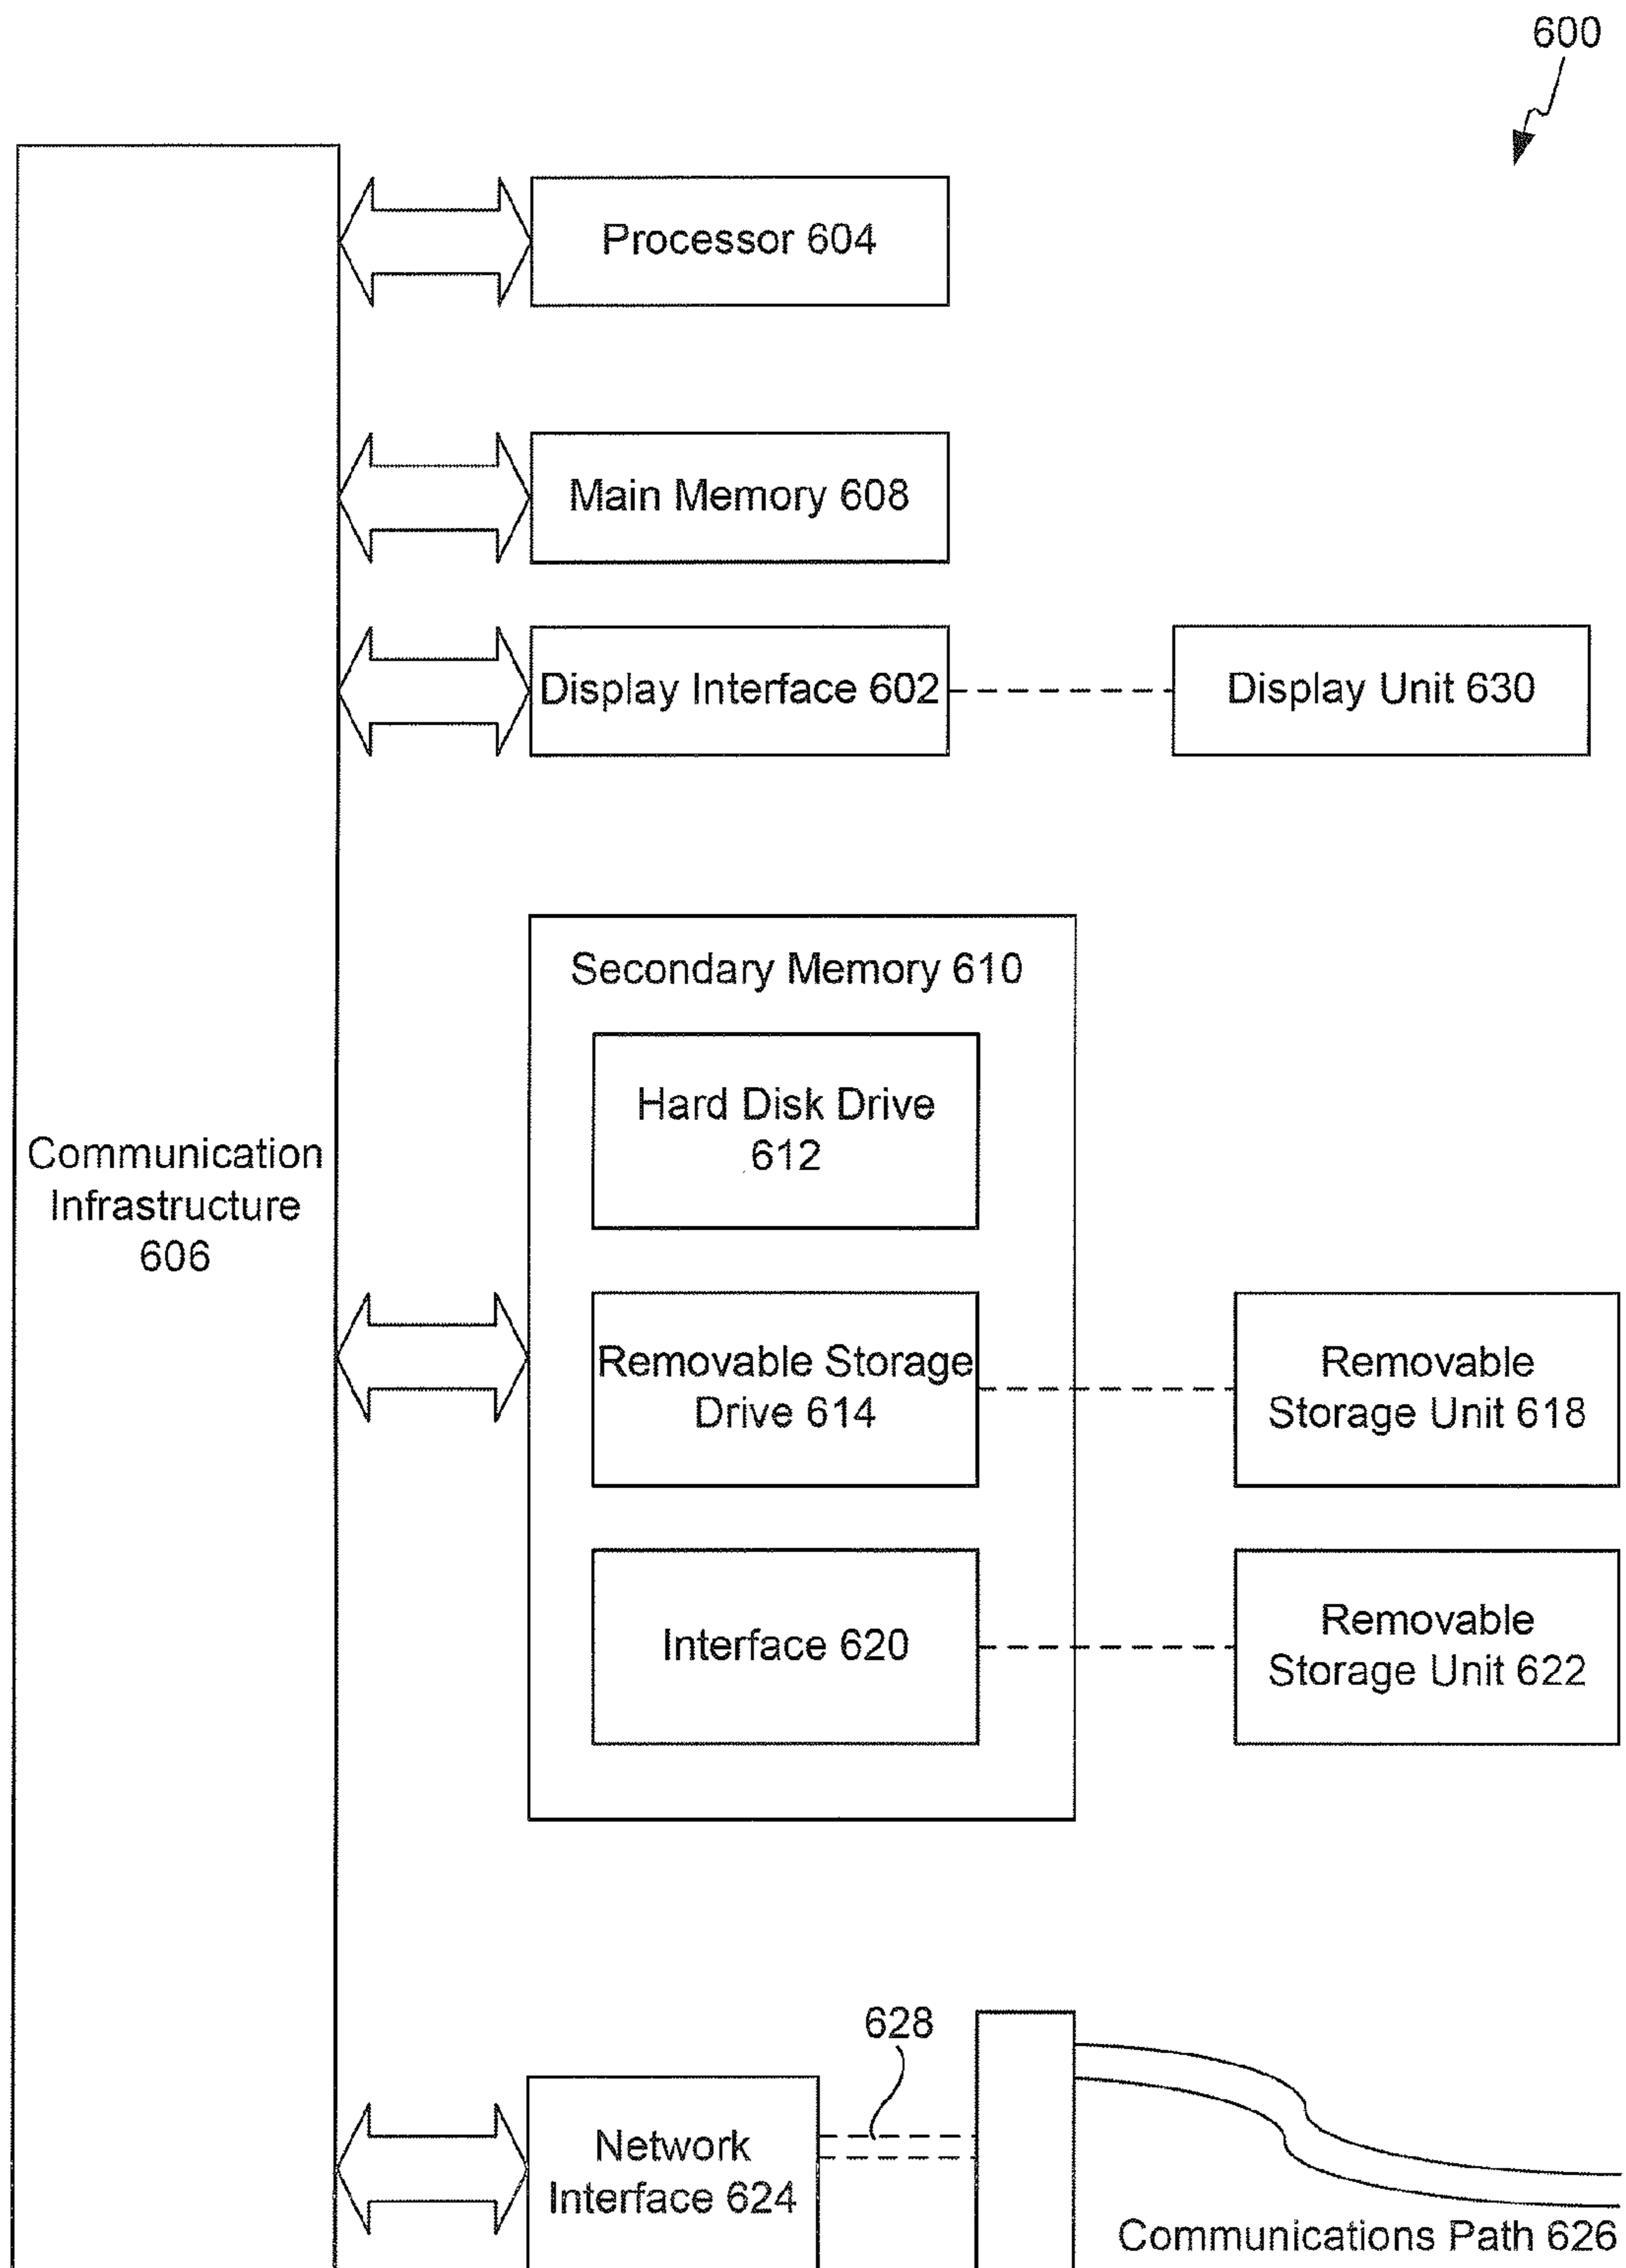 600
Processor 604
Main Memory 608
Display Interface 602
Display Unit 630
Secondary Memory 610
Hard Disk Drive
612
Communication
Infrastructure
606
Removable Storage
Drive 614
Removable
Storage Unit 618
Interface 620
Removable
Storage Unit 622
628
Network
Interface 624
Communications Path 626